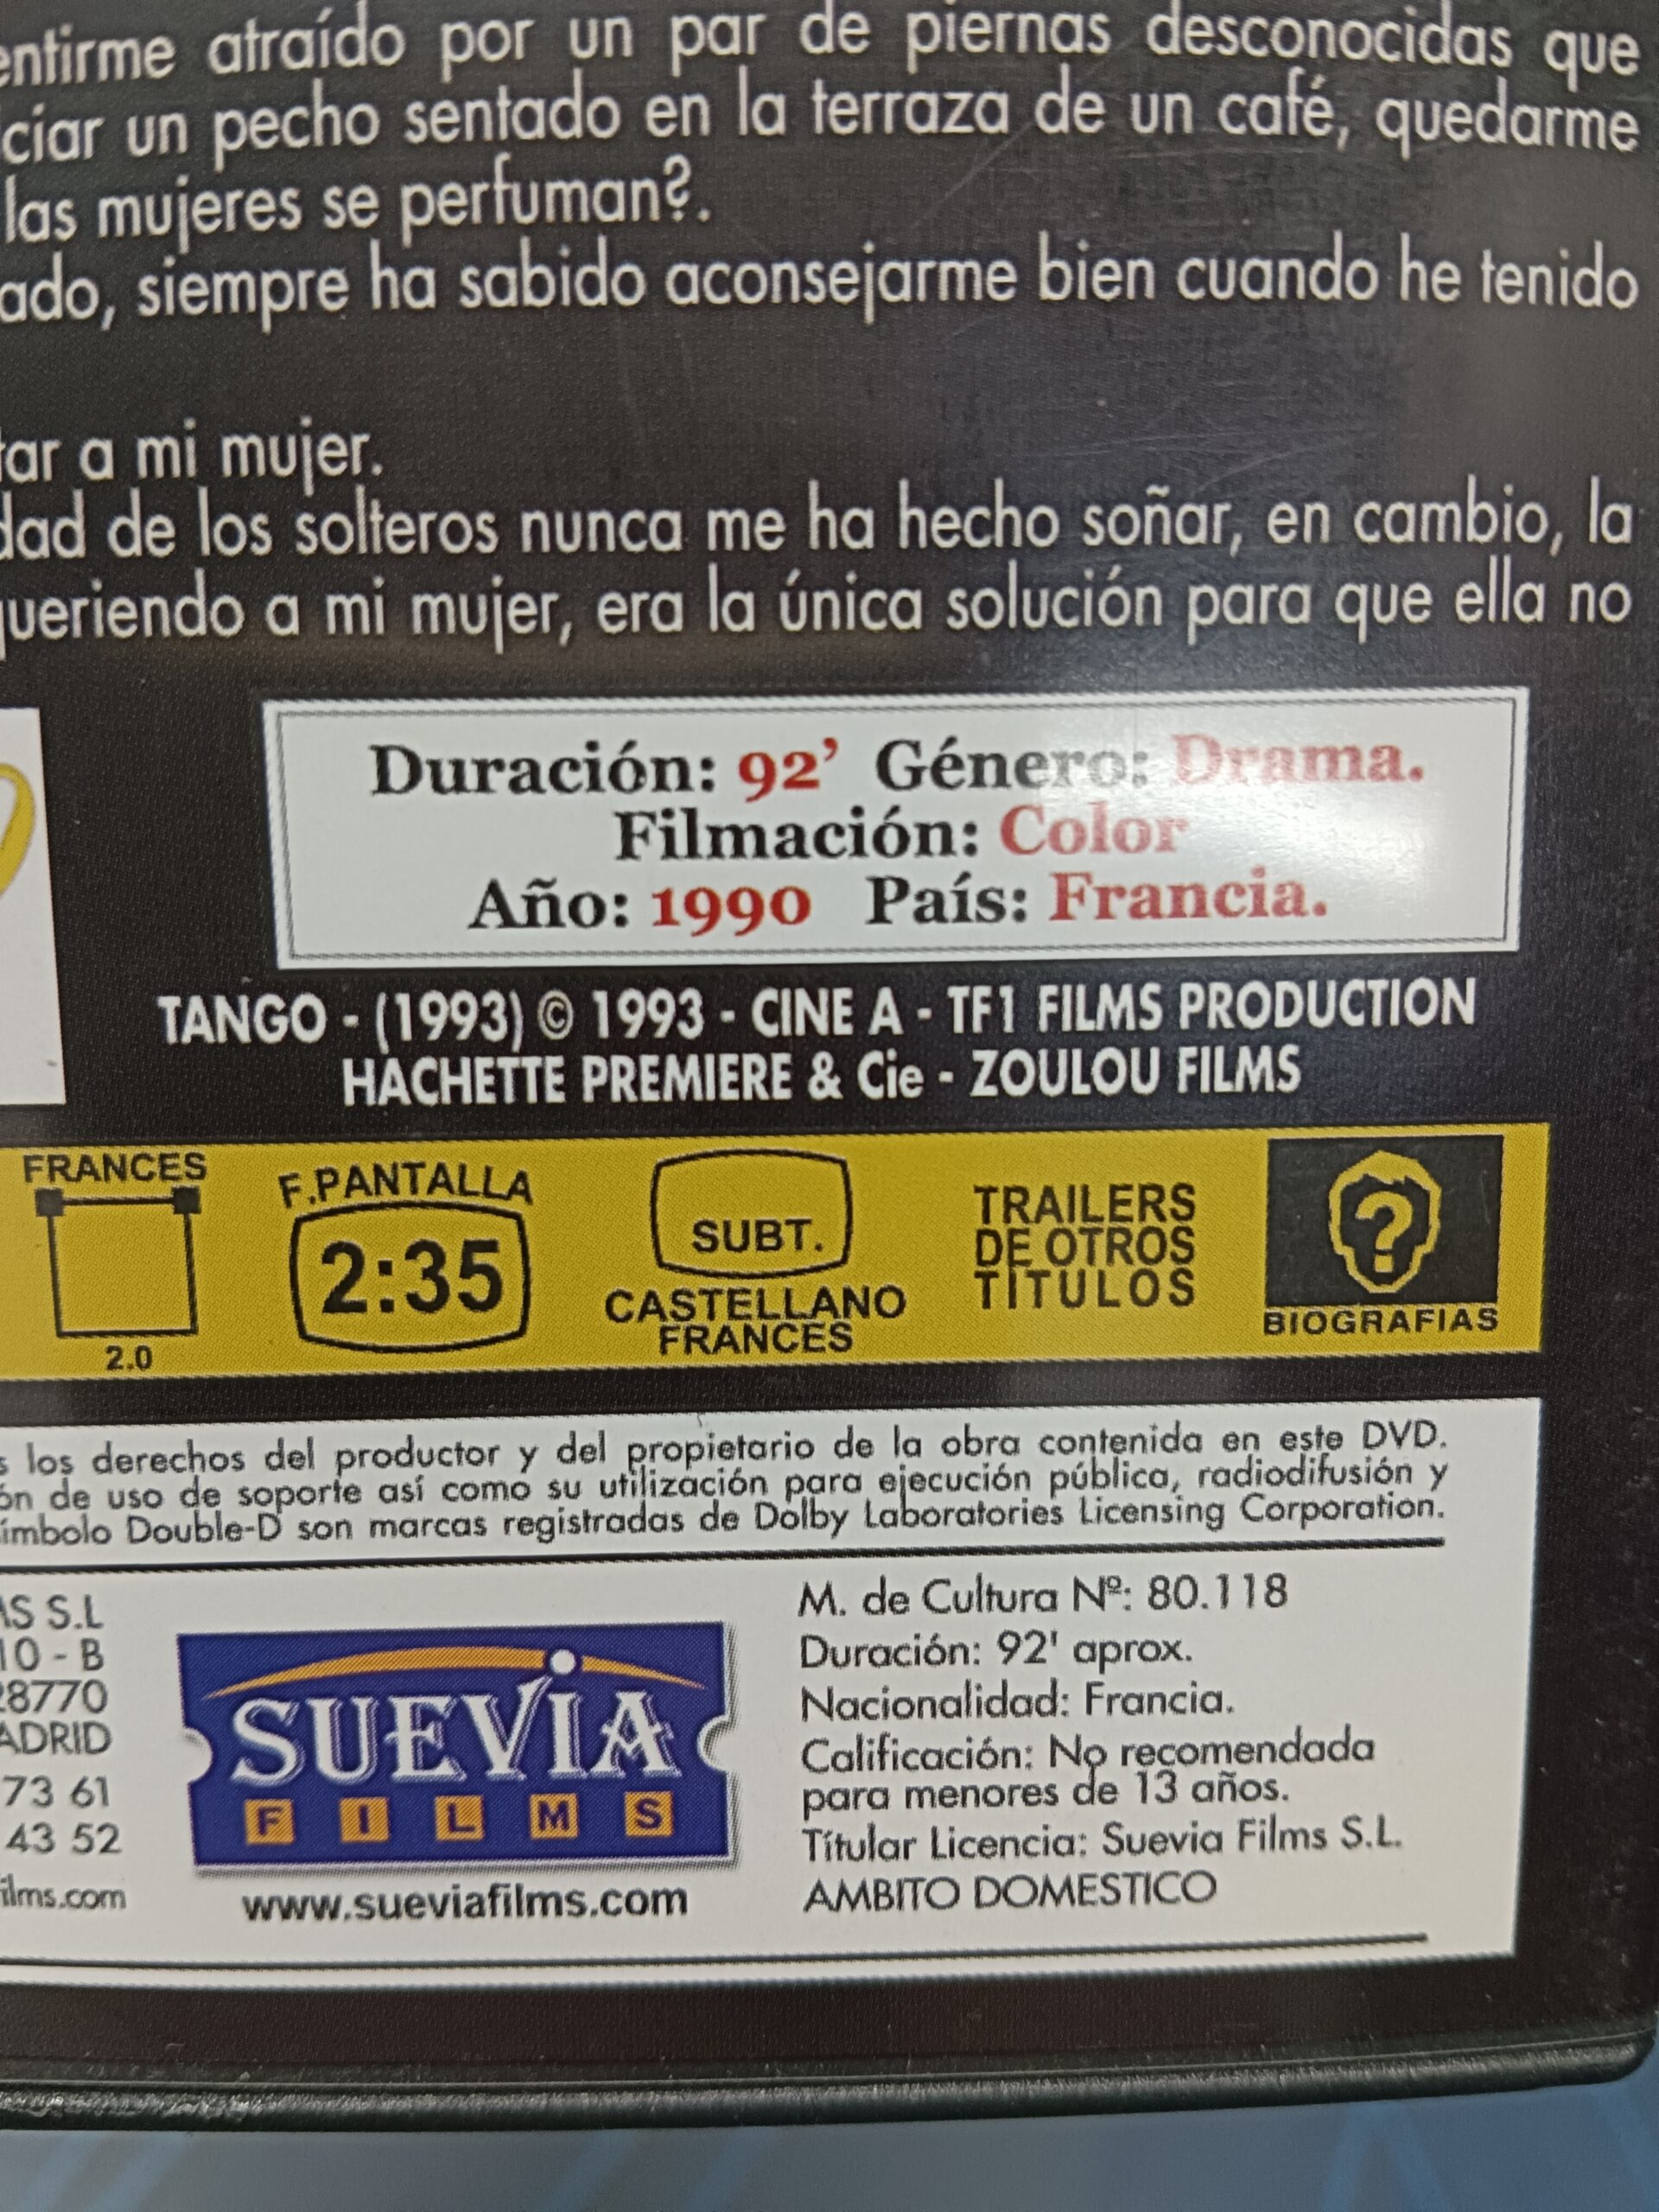 entirme atraído por un par de piernas desconocidas que
ciar un pecho sentado en la terraza de un café, quedarme
las mujeres se perfuman?.
ado, siempre ha sabido aconsejarme bien cuando he tenido
tar a mi mujer.
dad de los solteros nunca me ha hecho soñar, en cambio, la
queriendo a mi mujer, era la única solución para que ella no
Duración: 92’ Género: Drama.
Filmación: Color
Año: 1990 País: Francia.
TANGO - (1993) © 1993 - CINE A - TF1 FILMS PRODUCTION
HACHETTE PREMIERE & Cie - ZOULOU FILMS
FRANCES
2.0
F.PANTALLA
2:35
SUBT.
CASTELLANO
FRANCES
TRAILERS
DE OTROS
TÍTULOS
?
BIOGRAFIAS
s los derechos del productor y del propietario de la obra contenida en este DVD.
ón de uso de soporte así como su utilización para ejecución pública, radiodifusión y
ímbolo Double-D son marcas registradas de Dolby Laboratories Licensing Corporation.
AS S.L
10 - B
28770
ADRID
73 61
43 52
ilms.com
SUEVIA
FILMS
www.sueviafilms.com
M. de Cultura Nº: 80.118
Duración: 92' aprox.
Nacionalidad: Francia.
Calificación: No recomendada
para menores de 13 años.
Títular Licencia: Suevia Films S.L.
AMBITO DOMESTICO